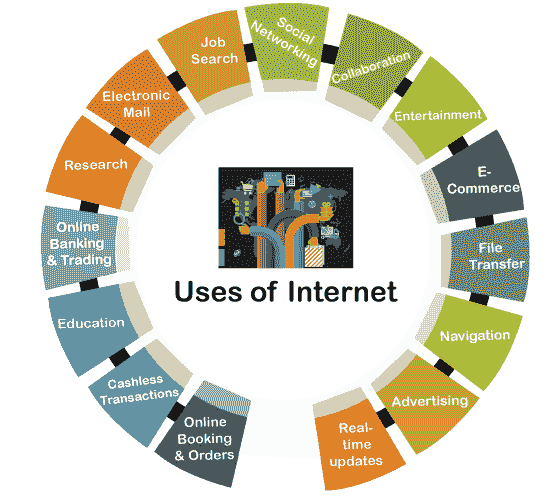 Social
Networking
Job
Search
Collaboration
Electronic
Mail
Entertainment
Research
E-
Commerce
Online
Banking
& Trading
File
Transfer
Uses of Internet
Education
Navigation
Cashless
Transactions
Advertising
Online
Booking
& Orders
Real-
time
updates